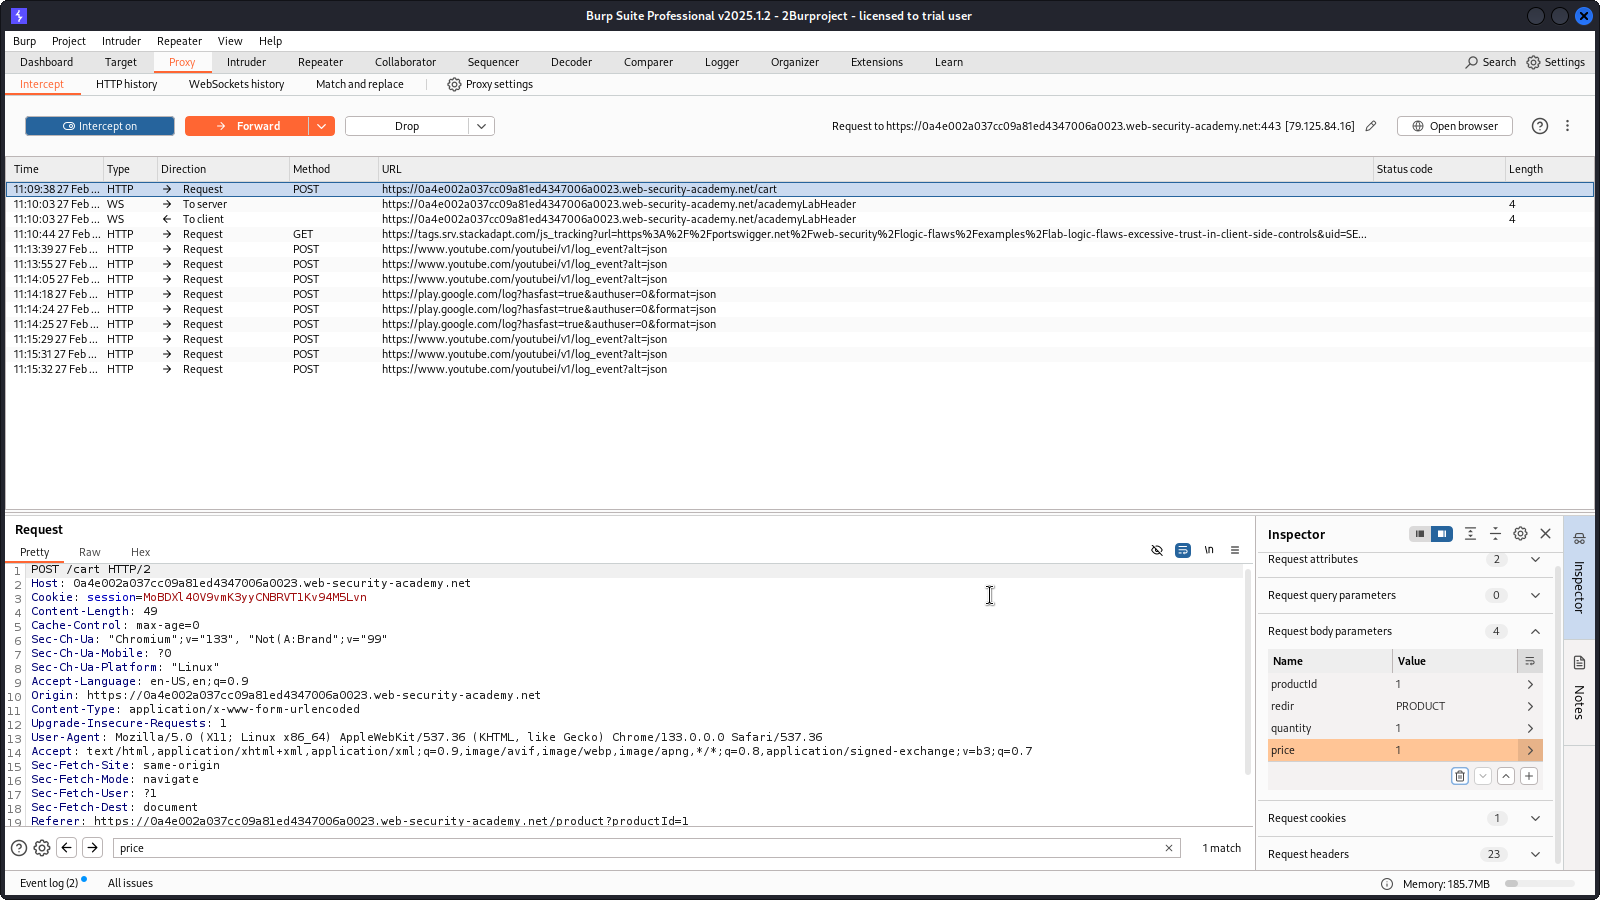 Burp Suite Professional v2025.1.2 - 2Burproject - licensed to trial user
Burp Project Intruder Repeater View Help
Dashboard Target Proxy Intruder Repeater Collaborator Sequencer Decoder Comparer Logger Organizer Extensions Learn Search Settings
Intercept HTTP history WebSockets history Match and replace Proxy settings
Intercept on Forward Drop Request to https://0a4e002a037cc09a81ed4347006a0023.web-security-academy.net:443 [79.125.84.16] Open browser
Time Type Direction Method URL Status code Length
11:09:38 27 Feb ... HTTP → Request POST https://0a4e002a037cc09a81ed4347006a0023.web-security-academy.net/cart
11:10:03 27 Feb ... WS → To server https://0a4e002a037cc09a81ed4347006a0023.web-security-academy.net/academyLabHeader 4
11:10:03 27 Feb ... WS ← To client https://0a4e002a037cc09a81ed4347006a0023.web-security-academy.net/academyLabHeader 4
11:10:44 27 Feb ... HTTP → Request GET https://tags.srv.stackadapt.com/js_tracking?url=https%3A%2F%2Fportswigger.net%2Fweb-security%2Flogic-flaws%2Fexamples%2Flab-logic-flaws-excessive-trust-in-client-side-controls&uid=SE...
11:13:39 27 Feb ... HTTP → Request POST https://www.youtube.com/youtubei/v1/log_event?alt=json
11:13:55 27 Feb ... HTTP → Request POST https://www.youtube.com/youtubei/v1/log_event?alt=json
11:14:05 27 Feb ... HTTP → Request POST https://www.youtube.com/youtubei/v1/log_event?alt=json
11:14:18 27 Feb ... HTTP → Request POST https://play.google.com/log?hasfast=true&authuser=0&format=json
11:14:24 27 Feb ... HTTP → Request POST https://play.google.com/log?hasfast=true&authuser=0&format=json
11:14:25 27 Feb ... HTTP → Request POST https://play.google.com/log?hasfast=true&authuser=0&format=json
11:15:29 27 Feb ... HTTP → Request POST https://www.youtube.com/youtubei/v1/log_event?alt=json
11:15:31 27 Feb ... HTTP → Request POST https://www.youtube.com/youtubei/v1/log_event?alt=json
11:15:32 27 Feb ... HTTP → Request POST https://www.youtube.com/youtubei/v1/log_event?alt=json
Request
Pretty Raw Hex \n
1 POST /cart HTTP/2
2 Host: 0a4e002a037cc09a81ed4347006a0023.web-security-academy.net
3 Cookie: session=MoBDXl40V9vmK3yyCNBRVT1Kv94M5Lvn
4 Content-Length: 49
5 Cache-Control: max-age=0
6 Sec-Ch-Ua: "Chromium";v="133", "Not(A:Brand";v="99"
7 Sec-Ch-Ua-Mobile: ?0
8 Sec-Ch-Ua-Platform: "Linux"
9 Accept-Language: en-US,en;q=0.9
10 Origin: https://0a4e002a037cc09a81ed4347006a0023.web-security-academy.net
11 Content-Type: application/x-www-form-urlencoded
12 Upgrade-Insecure-Requests: 1
13 User-Agent: Mozilla/5.0 (X11; Linux x86_64) AppleWebKit/537.36 (KHTML, like Gecko) Chrome/133.0.0.0 Safari/537.36
14 Accept: text/html,application/xhtml+xml,application/xml;q=0.9,image/avif,image/webp,image/apng,*/*;q=0.8,application/signed-exchange;v=b3;q=0.7
15 Sec-Fetch-Site: same-origin
16 Sec-Fetch-Mode: navigate
17 Sec-Fetch-User: ?1
18 Sec-Fetch-Dest: document
19 Referer: https://0a4e002a037cc09a81ed4347006a0023.web-security-academy.net/product?productId=1
price 1 match
Inspector
Request attributes 2
Request query parameters 0
Request body parameters 4
Name Value
productId 1
redir PRODUCT
quantity 1
price 1
Request cookies 1
Request headers 23
Inspector
Notes
Event log (2) All issues Memory: 185.7MB